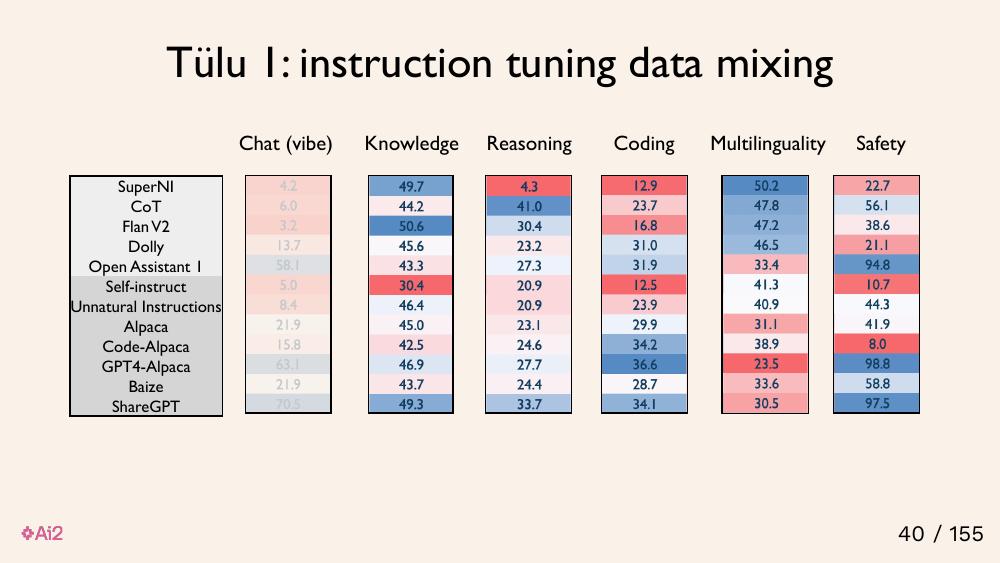 Tülu 1: instruction tuning data mixing
Chat (vibe) Knowledge Reasoning Coding Multilinguality Safety
SuperNI 4.2 49.7 4.3 12.9 50.2 22.7
CoT 6.0 44.2 41.0 23.7 47.8 56.1
Flan V2 3.2 50.6 30.4 16.8 47.2 38.6
Dolly 13.7 45.6 23.2 31.0 46.5 21.1
Open Assistant 1 58.1 43.3 27.3 31.9 33.4 94.8
Self-instruct 5.0 30.4 20.9 12.5 41.3 10.7
Unnatural Instructions 8.4 46.4 20.9 23.9 40.9 44.3
Alpaca 21.9 45.0 23.1 29.9 31.1 41.9
Code-Alpaca 15.8 42.5 24.6 34.2 38.9 8.0
GPT4-Alpaca 63.1 46.9 27.7 36.6 23.5 98.8
Baize 21.9 43.7 24.4 28.7 33.6 58.8
ShareGPT 70.5 49.3 33.7 34.1 30.5 97.5
Ai2
40 / 155